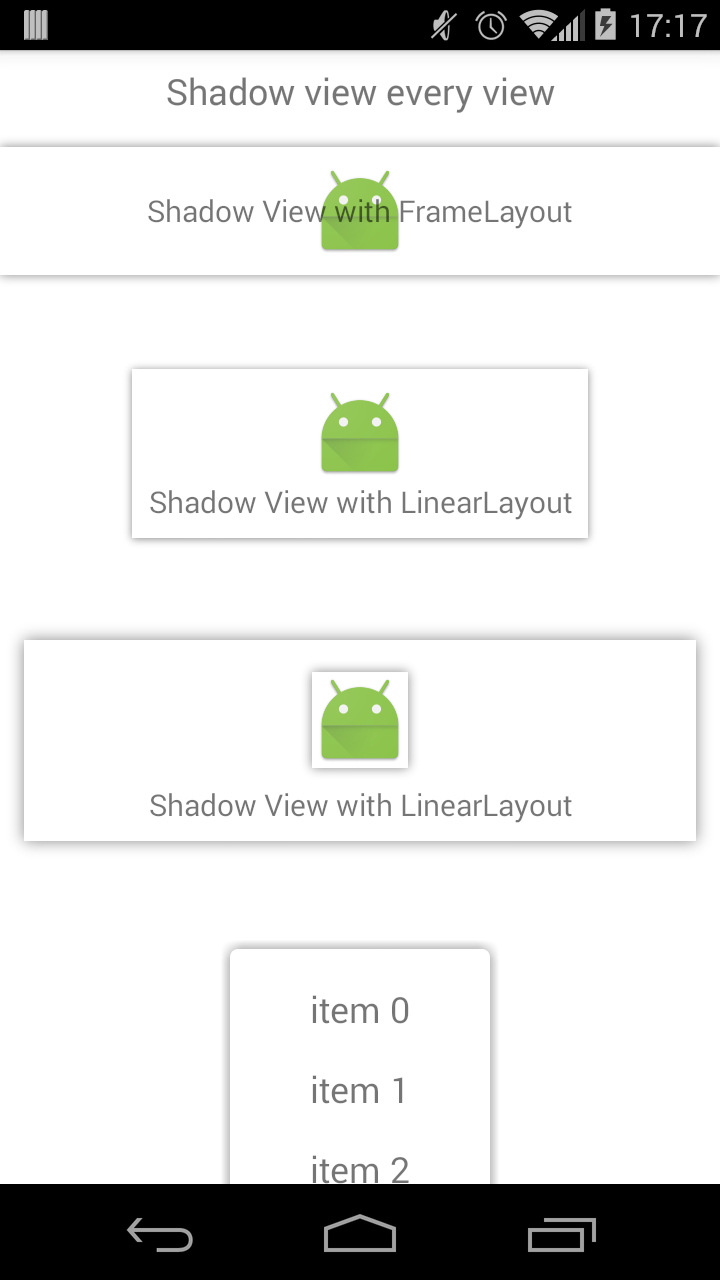 17:17
Shadow view every view
Shadow View with FrameLayout
Shadow View with LinearLayout
Shadow View with LinearLayout
item 0
item 1
item 2